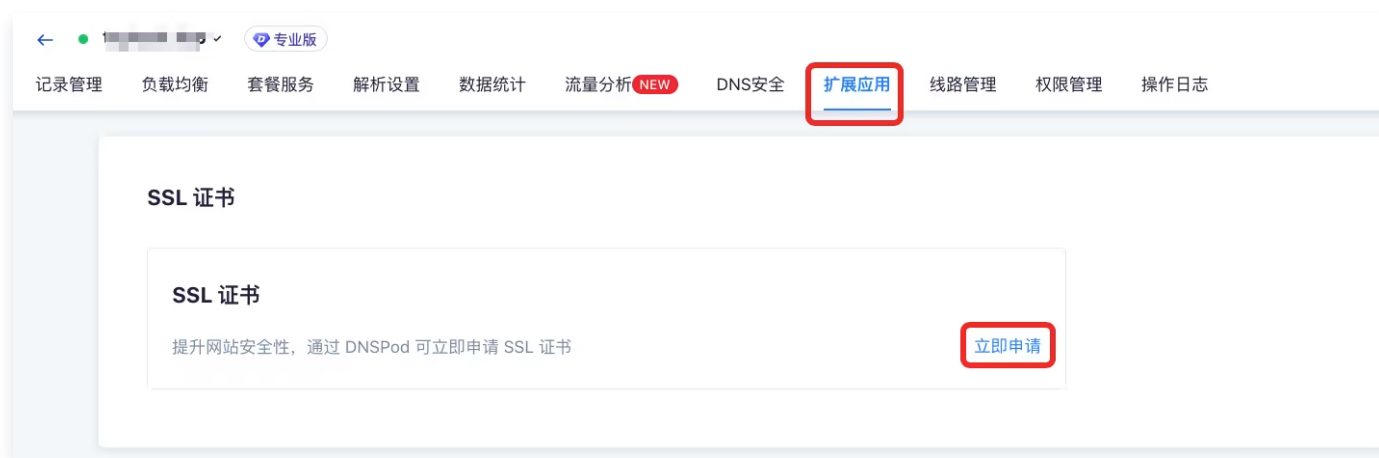 专业版
记录管理 负载均衡 套餐服务 解析设置 数据统计 流量分析 NEW DNS安全 扩展应用 线路管理 权限管理 操作日志
SSL 证书
SSL 证书
提升网站安全性，通过 DNSPod 可立即申请 SSL 证书 立即申请